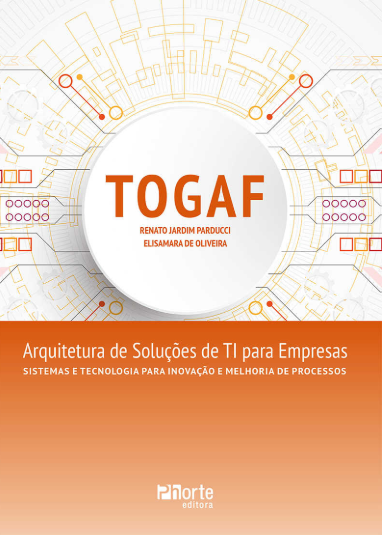 TOGAF
RENATO JARDIM PARDUCCI
ELISAMARA DE OLIVEIRA
Arquitetura de Soluções de TI para Empresas
SISTEMAS E TECNOLOGIA PARA INOVAÇÃO E MELHORIA DE PROCESSOS
Phorte
editora